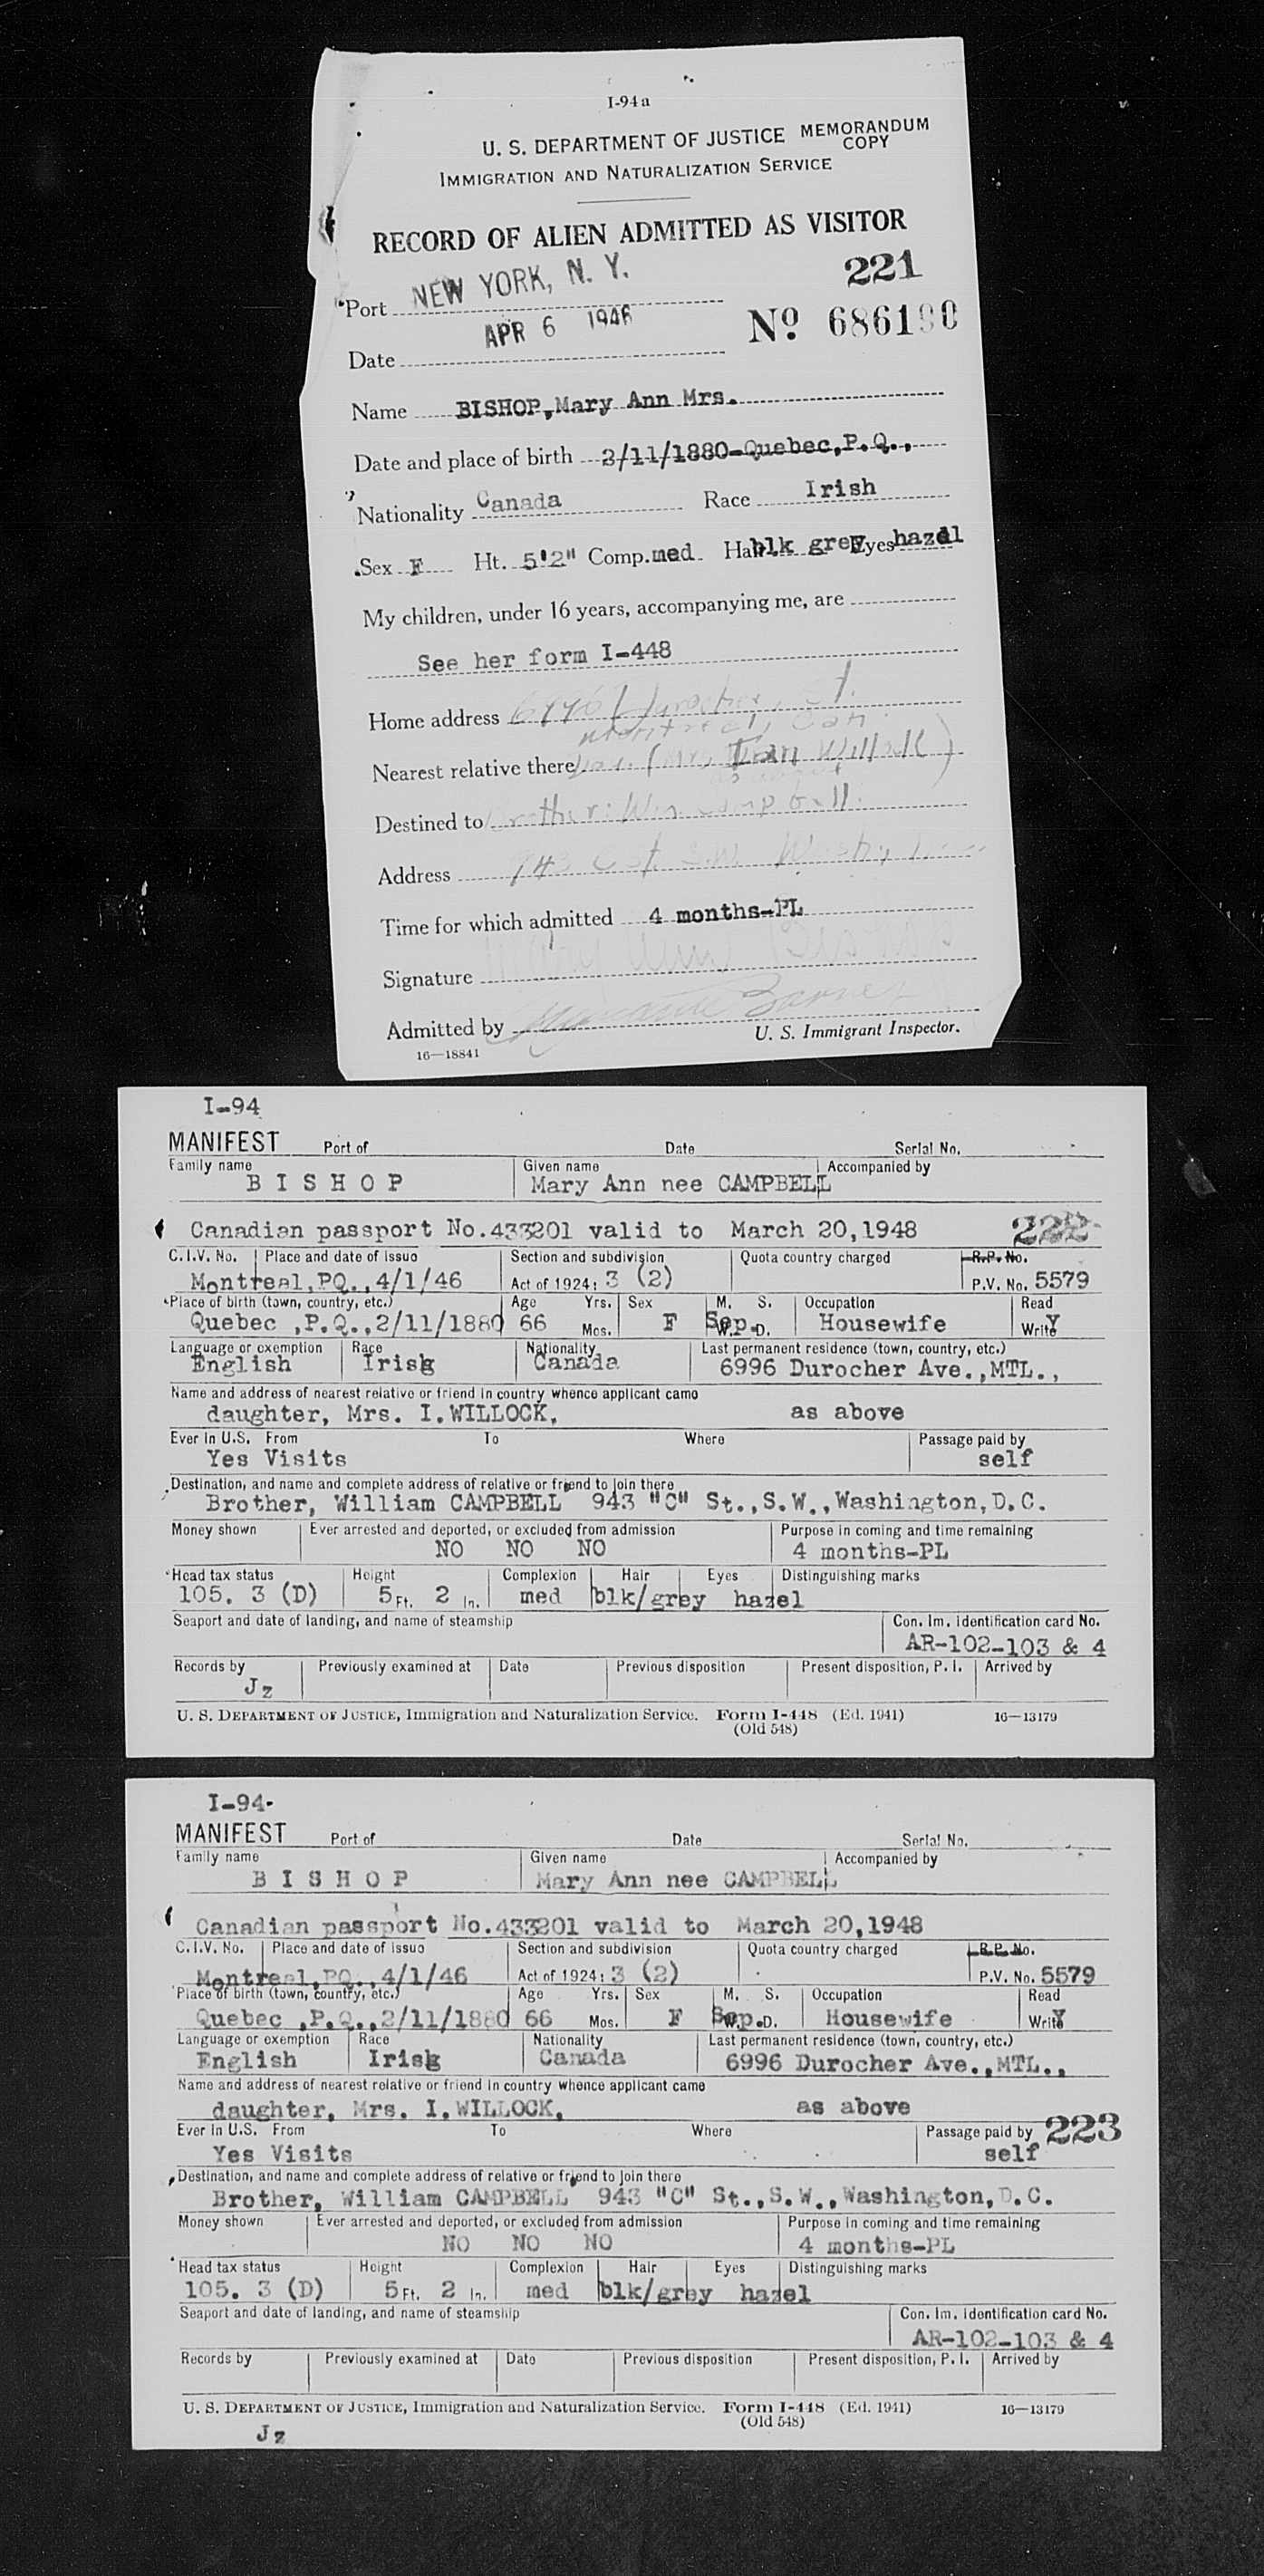 I-94a
U. S. DEPARTMENT OF JUSTICE MEMORANDUM COPY
IMMIGRATION AND NATURALIZATION SERVICE
RECORD OF ALIEN ADMITTED AS VISITOR
221
Port NEW YORK, N. Y.
Nº 686190
Date APR 6 1946
Name BISHOP,Mary Ann Mrs.
Date and place of birth 2/11/1880-Quebec,P.Q.,
Nationality Canada Race Irish
Sex F Ht. 5'2" Comp. med Hair blk grey Eyes hazel
My children, under 16 years, accompanying me, are
See her form I-448
Home address 6996 Durocher, St.
Montreal, Can.
Nearest relative there
Destined to Brother: Wm. Campbell.
Address 943 C St. S.W. Wash,
Time for which admitted 4 months-PL
Signature Mary Ann Bishop
Admitted by
16—18841 U. S. Immigrant Inspector.
I-94
MANIFEST Port of Date Serial No.
Family name Given name Accompanied by
B I S H O P Mary Ann nee CAMPBELL
Canadian passport No.433201 valid to March 20,1948 222
C.I.V. No. Place and date of issue Section and subdivision Quota country charged R.P. No.
Montreal,PQ.,4/1/46 Act of 1924: 3 (2) P.V. No. 5579
Place of birth (town, country, etc.) Age Yrs. Sex M. S. Occupation Read
Quebec ,P.Q.,2/11/1880 66 Mos. F Sep. W. D. Housewife Write Y
Language or exemption Race Nationality Last permanent residence (town, country, etc.)
English Irish Canada 6996 Durocher Ave.,MTL.,
Name and address of nearest relative or friend in country whence applicant came
daughter, Mrs. I.WILLOCK, as above
Ever in U.S. From To Where Passage paid by
Yes Visits self
Destination, and name and complete address of relative or friend to join there
Brother, William CAMPBELL 943 "C" St.,S.W.,Washington,D.C.
Money shown Ever arrested and deported, or excluded from admission Purpose in coming and time remaining
NO NO NO 4 months-PL
Head tax status Height Complexion Hair Eyes Distinguishing marks
105. 3 (D) 5 Ft. 2 In. med blk/grey hazel
Seaport and date of landing, and name of steamship Con. Im. identification card No.
AR-102-103 & 4
Records by Previously examined at Date Previous disposition Present disposition, P. I. Arrived by
Jz
U. S. DEPARTMENT OF JUSTICE, Immigration and Naturalization Service. Form I-448 (Ed. 1941) 16—13179
(Old 548)
I-94-
MANIFEST Port of Date Serial No.
Family name Given name Accompanied by
B I S H O P Mary Ann nee CAMPBELL
Canadian passport No.433201 valid to March 20,1948
C.I.V. No. Place and date of issue Section and subdivision Quota country charged R.P. No.
Montreal,PQ.,4/1/46 Act of 1924: 3 (2) P.V. No. 5579
Place of birth (town, country, etc.) Age Yrs. Sex M. S. Occupation Read
Quebec ,P.Q.,2/11/1880 66 Mos. F Sep. W. D. Housewife Write Y
Language or exemption Race Nationality Last permanent residence (town, country, etc.)
English Irish Canada 6996 Durocher Ave.,MTL.,
Name and address of nearest relative or friend in country whence applicant came
daughter, Mrs. I.WILLOCK, as above
Ever in U.S. From To Where Passage paid by 223
Yes Visits self
Destination, and name and complete address of relative or friend to join there
Brother, William CAMPBELL 943 "C" St.,S.W.,Washington,D.C.
Money shown Ever arrested and deported, or excluded from admission Purpose in coming and time remaining
NO NO NO 4 months-PL
Head tax status Height Complexion Hair Eyes Distinguishing marks
105. 3 (D) 5 Ft. 2 In. med blk/grey hazel
Seaport and date of landing, and name of steamship Con. Im. identification card No.
AR-102-103 & 4
Records by Previously examined at Date Previous disposition Present disposition, P. I. Arrived by
U. S. DEPARTMENT OF JUSTICE, Immigration and Naturalization Service. Form I-448 (Ed. 1941) 16—13179
(Old 548)
Jz